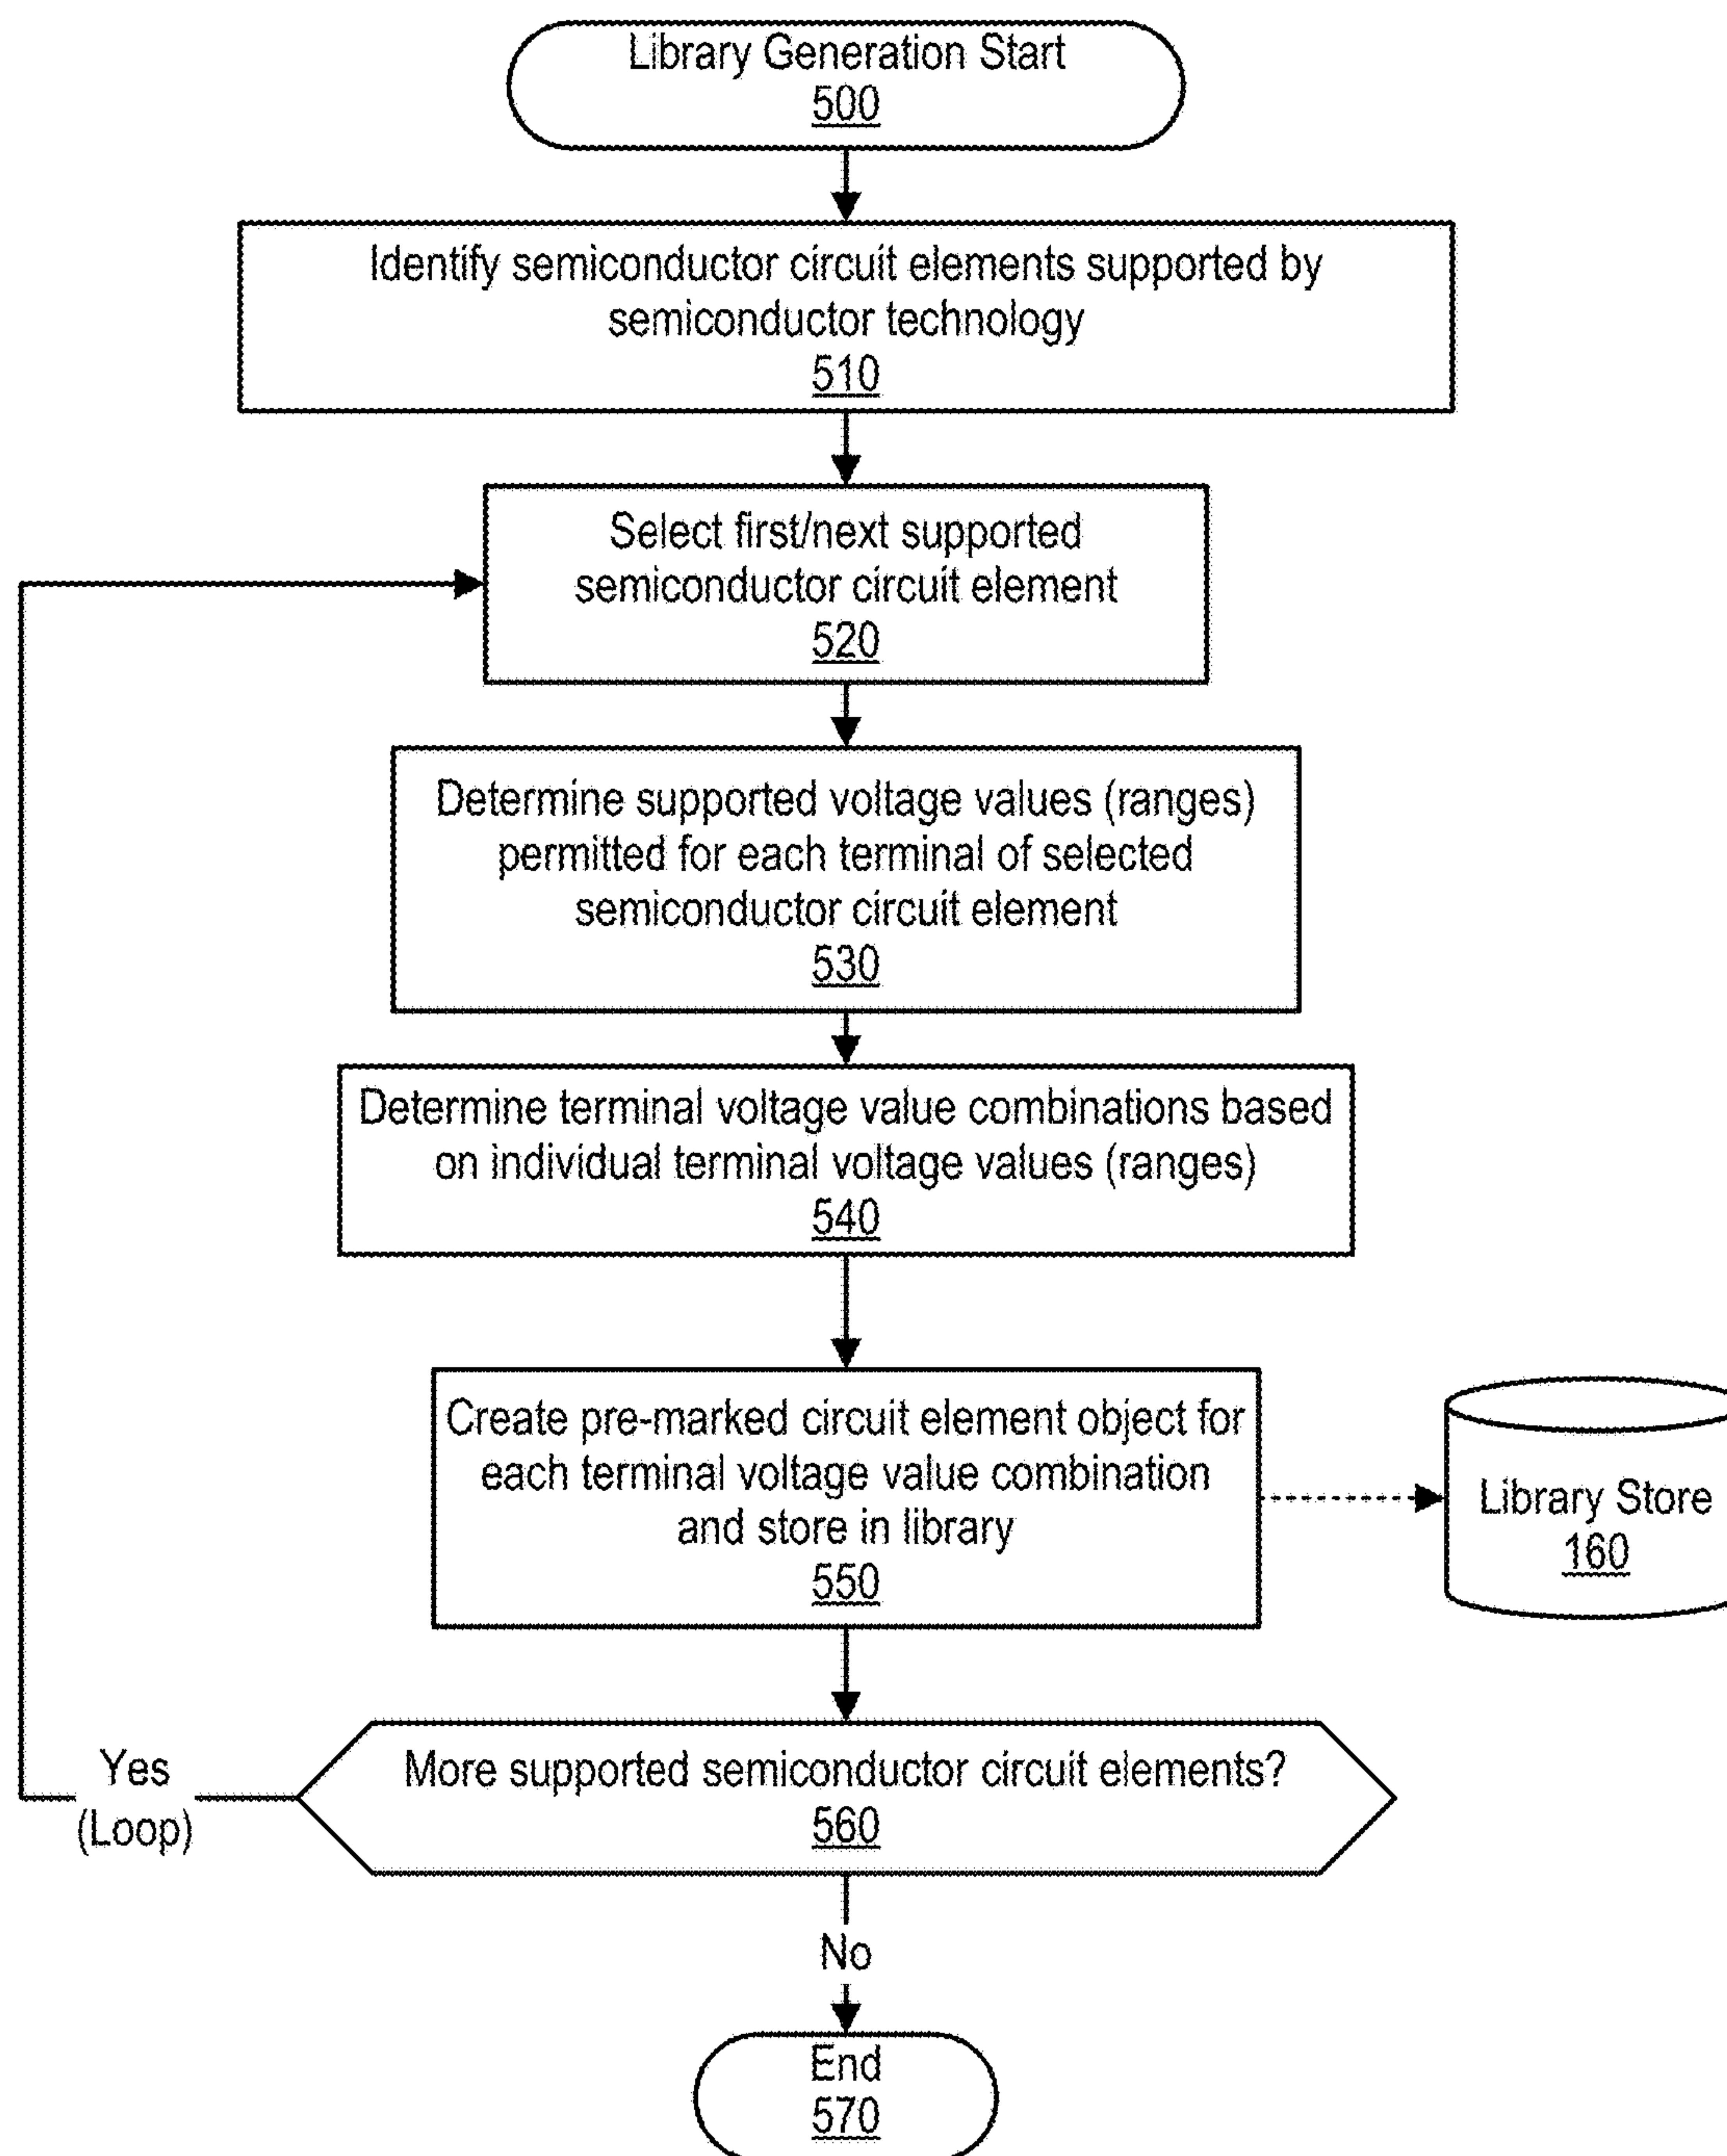 Library Generation Start
500
Identify semiconductor circuit elements supported by
semiconductor technology
510
Select first/next supported
semiconductor circuit element
520
Determine supported voltage values (ranges)
permitted for each terminal of selected
semiconductor circuit element
530
Determine terminal voltage value combinations based
on individual terminal voltage values (ranges)
540
Create pre-marked circuit element object for
each terminal voltage value combination
and store in library
550
Library Store
160
Yes
(Loop)
More supported semiconductor circuit elements?
560
No
End
570